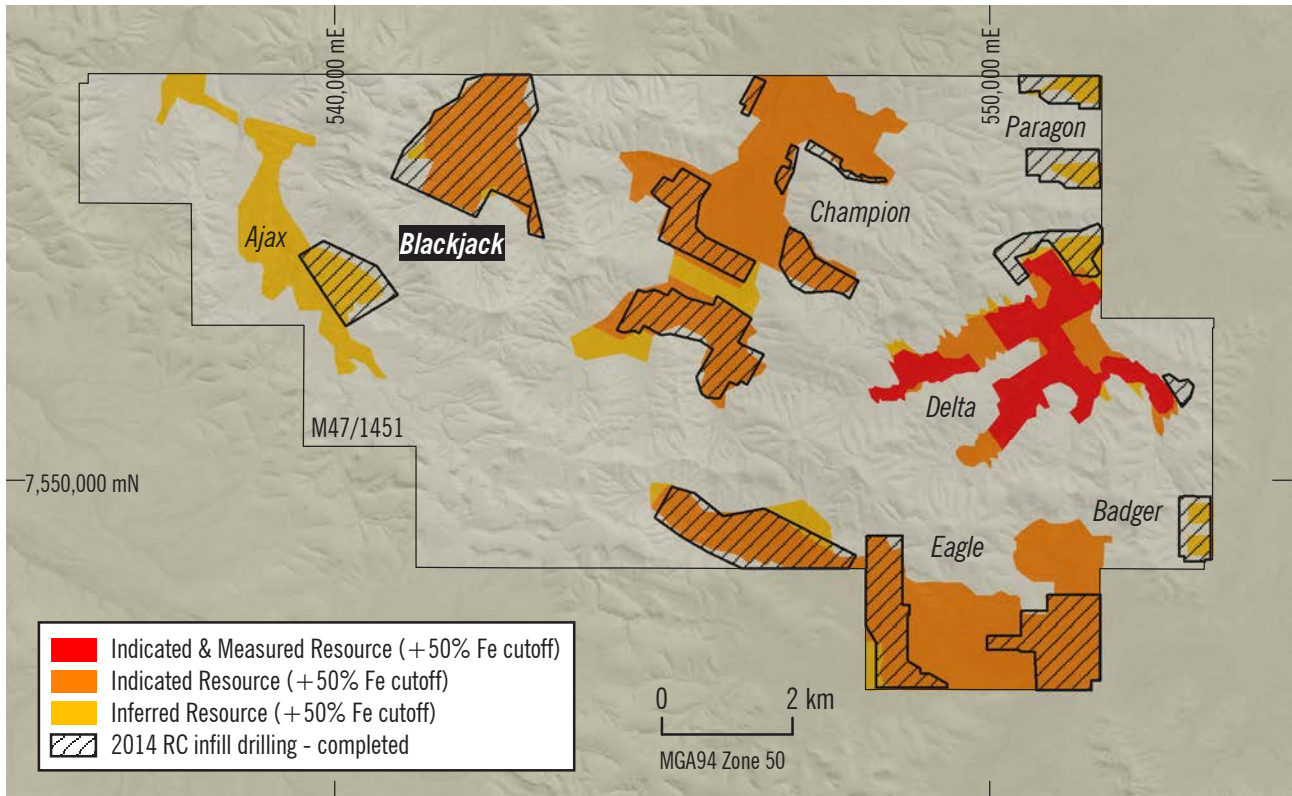 540,000 mE
550,000 mE
Paragon
Champion
Ajax
Blackjack
Delta
M47/1451
7,550,000 mN
Badger
Eagle
Indicated & Measured Resource (+50% Fe cutoff)
Indicated Resource (+50% Fe cutoff)
Inferred Resource (+50% Fe cutoff)
2014 RC infill drilling - completed
0 2 km
MGA94 Zone 50